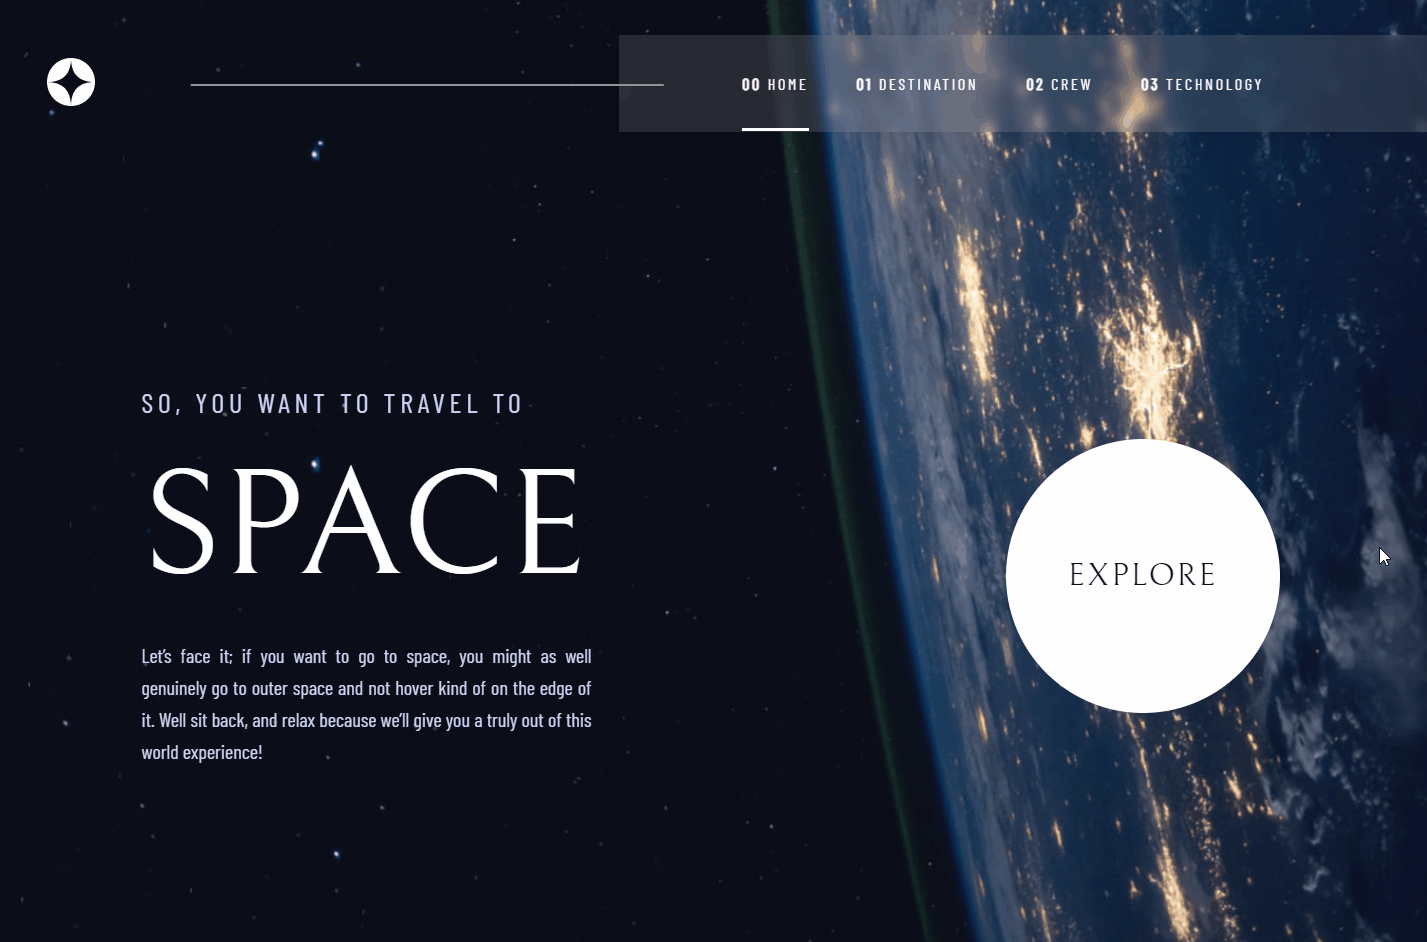 00 HOME 01 DESTINATION 02 CREW 03 TECHNOLOGY
SO, YOU WANT TO TRAVEL TO
SPACE
Let’s face it; if you want to go to space, you might as well
genuinely go to outer space and not hover kind of on the edge of
it. Well sit back, and relax because we’ll give you a truly out of this
world experience!
EXPLORE